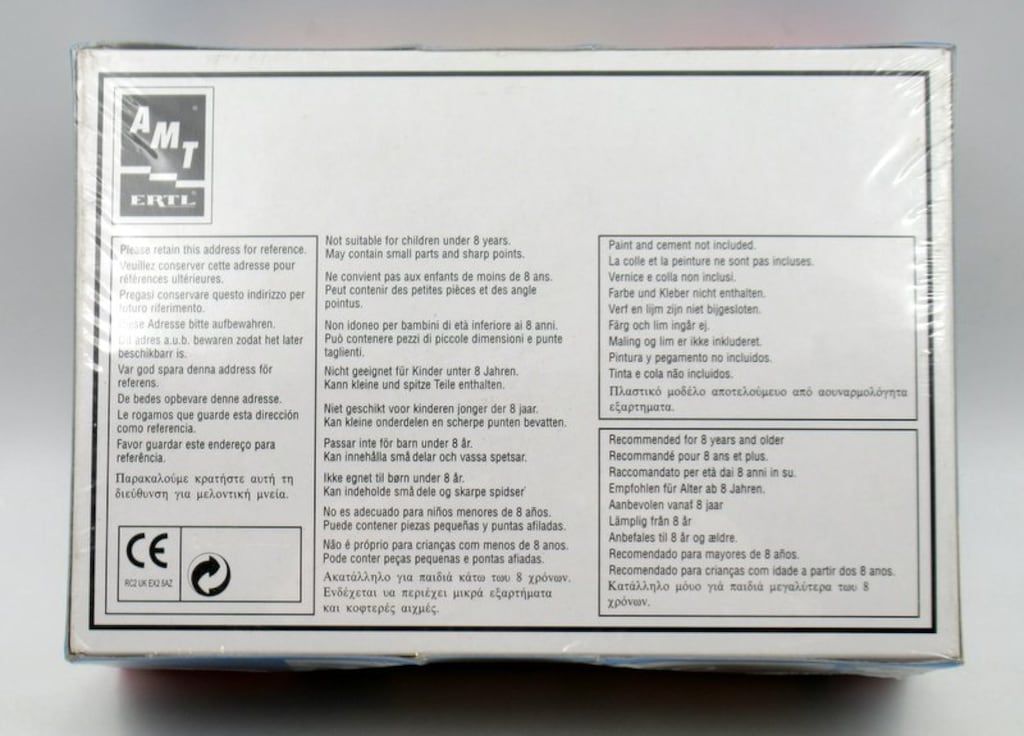 AMT
ERTL
Please retain this address for reference.
Veuillez conserver cette adresse pour
références ultérieures.
Pregasi conservare questo indirizzo per
futuro riferimento.
Diese Adresse bitte aufbewahren.
Dit adres a.u.b. bewaren zodat het later
beschikbarr is.
Var god spara denna address för
referens.
De bedes opbevare denne adresse.
Le rogamos que guarde esta dirección
como referencia.
Favor guardar este endereço para
referência.
Παρακαλούμε κρατήστε αυτή τη
διεύθυνση για μελοντική μνεία.
CE
RC2 UK EX2 5AZ
Not suitable for children under 8 years.
May contain small parts and sharp points.
Ne convient pas aux enfants de moins de 8 ans.
Peut contenir des petites pièces et des angle
pointus.
Non idoneo per bambini di età inferiore ai 8 anni.
Può contenere pezzi di piccole dimensioni e punte
taglienti.
Nicht geeignet für Kinder unter 8 Jahren.
Kann kleine und spitze Teile enthalten.
Niet geschikt voor kinderen jonger der 8 jaar.
Kan kleine onderdelen en scherpe punten bevatten.
Passar inte för barn under 8 år.
Kan innehålla små delar och vassa spetsar.
Ikke egnet til børn under 8 år.
Kan indeholde små dele og skarpe spidser
No es adecuado para niños menores de 8 años.
Puede contener piezas pequeñas y puntas afiladas.
Não é próprio para crianças com menos de 8 anos.
Pode conter peças pequenas e pontas afiadas.
Ακατάλληλο για παιδιά κάτω τωυ 8 χρόνων.
Ενδέχεται υα περιέχει μικρά εξαρτήματα
και κοφτερές αιχμές.
Paint and cement not included.
La colle et la peinture ne sont pas incluses.
Vernice e colla non inclusi.
Farbe und Kleber nicht enthalten.
Verf en lijm zijn niet bijgesloten.
Färg och lim ingår ej.
Maling og lim er ikke inkluderet.
Pintura y pegamento no incluidos.
Tinta e cola não incluidos.
Πλαστικό μοδέλο αποτελούμευο από αουναρμολόγητα
εξαρτηματα.
Recommended for 8 years and older
Recommandé pour 8 ans et plus.
Raccomandato per età dai 8 anni in su.
Empfohlen für Alter ab 8 Jahren.
Aanbevolen vanaf 8 jaar
Lämplig från 8 år
Anbefales til 8 år og ældre.
Recomendado para mayores de 8 años.
Recomendado para crianças com idade a partir dos 8 anos.
Κατάλληλο μόυο γιά παιδιά μεγαλύτερα τωυ 8
χρόνων.